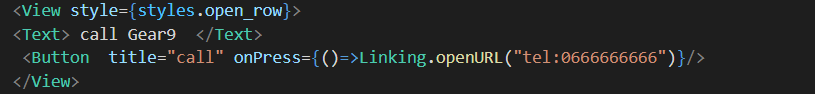 <View style={styles.open_row}>
<Text> call Gear9  </Text>
<Button  title="call" onPress={()=>Linking.openURL("tel:0666666666")}/>
</View>